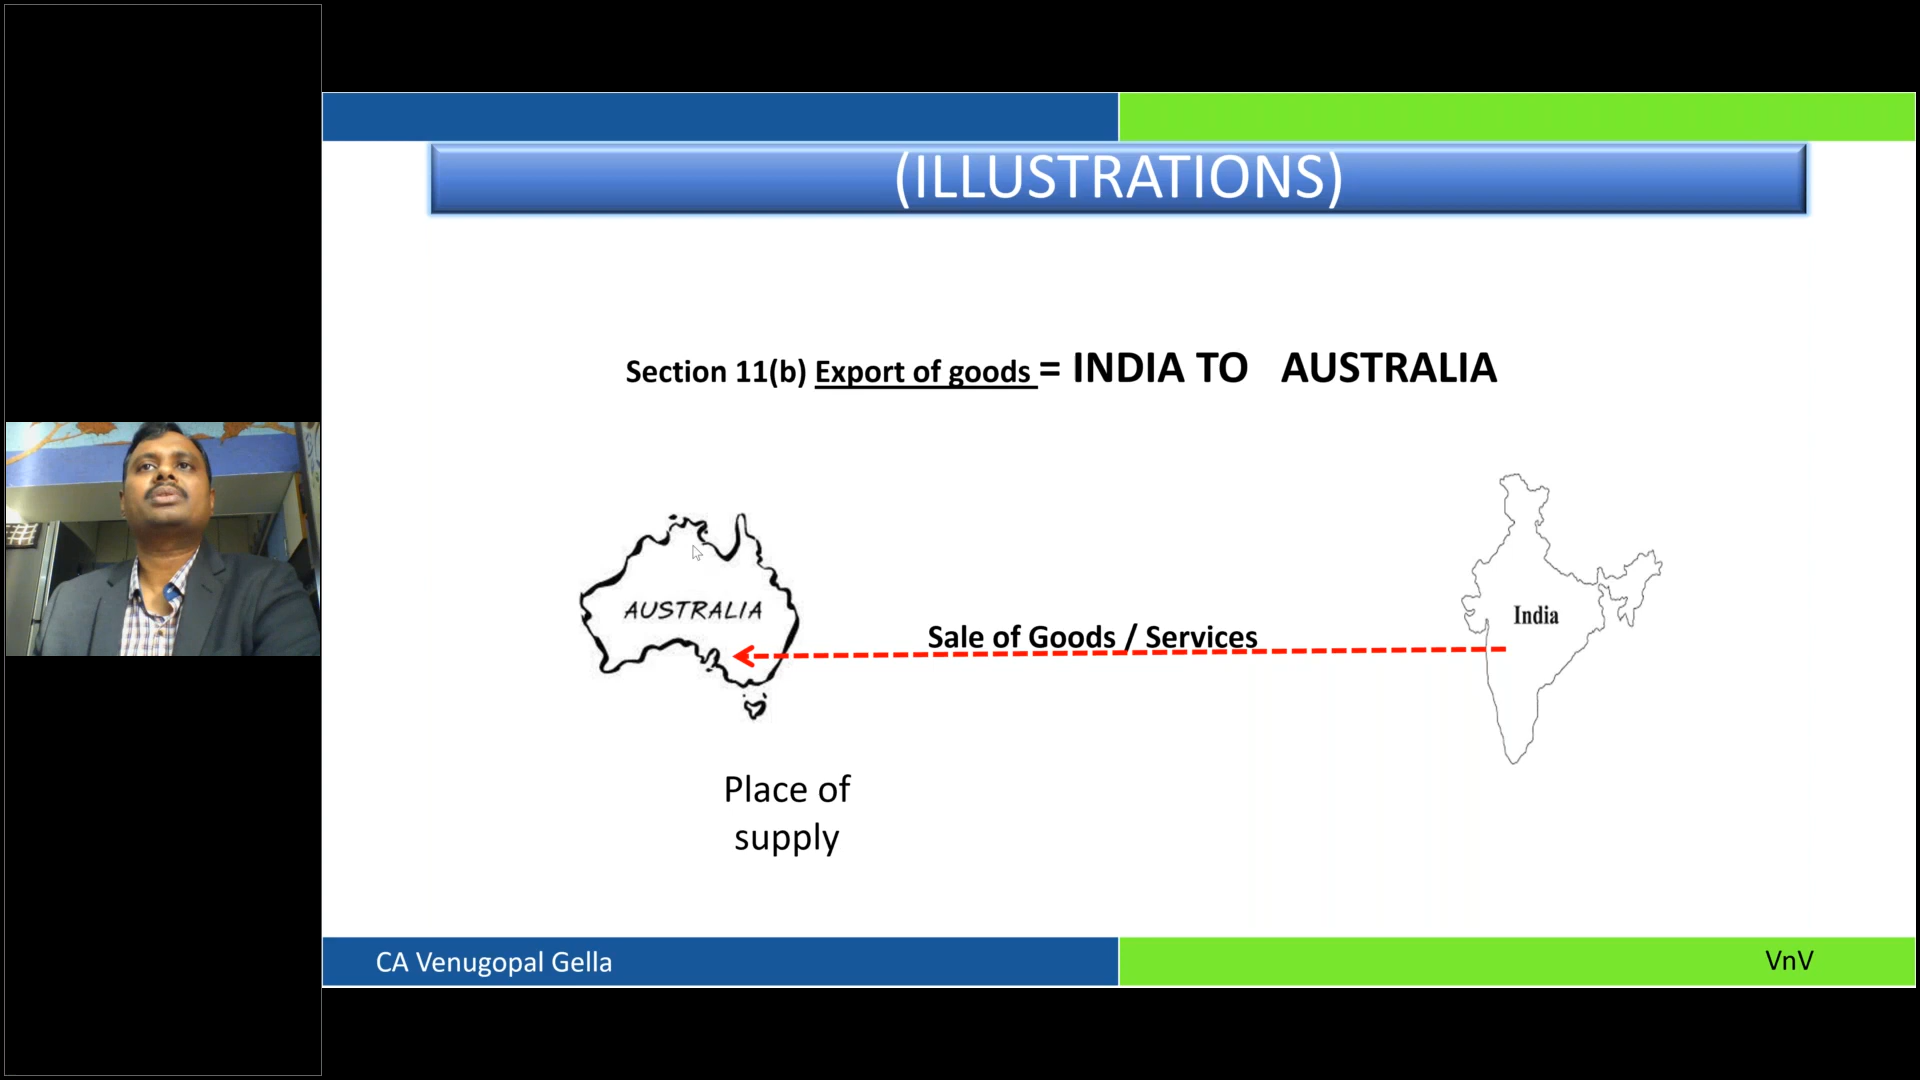 (ILLUSTRATIONS)
Section 11(b) Export of goods = INDIA TO AUSTRALIA
AUSTRALIA
India
Sale of Goods / Services
Place of
supply
CA Venugopal Gella
VnV